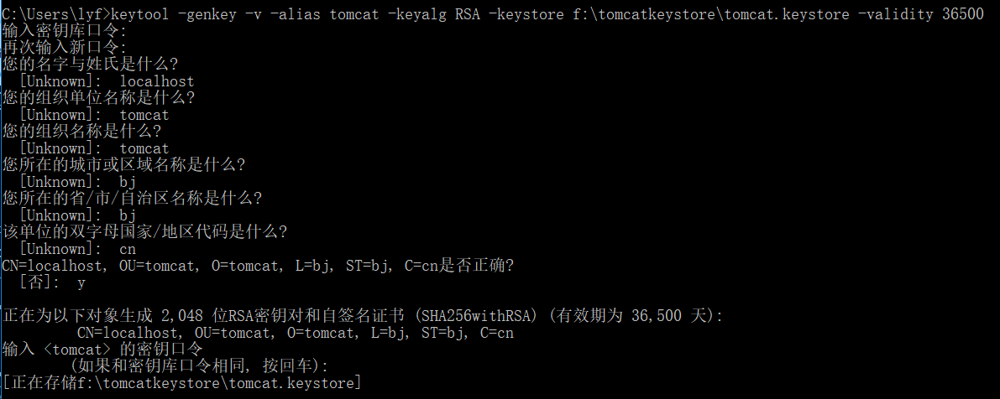 C:\Users\lyf>keytool -genkey -v -alias tomcat -keyalg RSA -keystore f:\tomcatkeystore\tomcat.keystore -validity 36500
输入密钥库口令:
再次输入新口令:
您的名字与姓氏是什么?
  [Unknown]:  localhost
您的组织单位名称是什么?
  [Unknown]:  tomcat
您的组织名称是什么?
  [Unknown]:  tomcat
您所在的城市或区域名称是什么?
  [Unknown]:  bj
您所在的省/市/自治区名称是什么?
  [Unknown]:  bj
该单位的双字母国家/地区代码是什么?
  [Unknown]:  cn
CN=localhost, OU=tomcat, O=tomcat, L=bj, ST=bj, C=cn是否正确?
  [否]:  y
正在为以下对象生成 2,048 位RSA密钥对和自签名证书 (SHA256withRSA) (有效期为 36,500 天):
         CN=localhost, OU=tomcat, O=tomcat, L=bj, ST=bj, C=cn
输入 <tomcat> 的密钥口令
        (如果和密钥库口令相同, 按回车):
[正在存储f:\tomcatkeystore\tomcat.keystore]